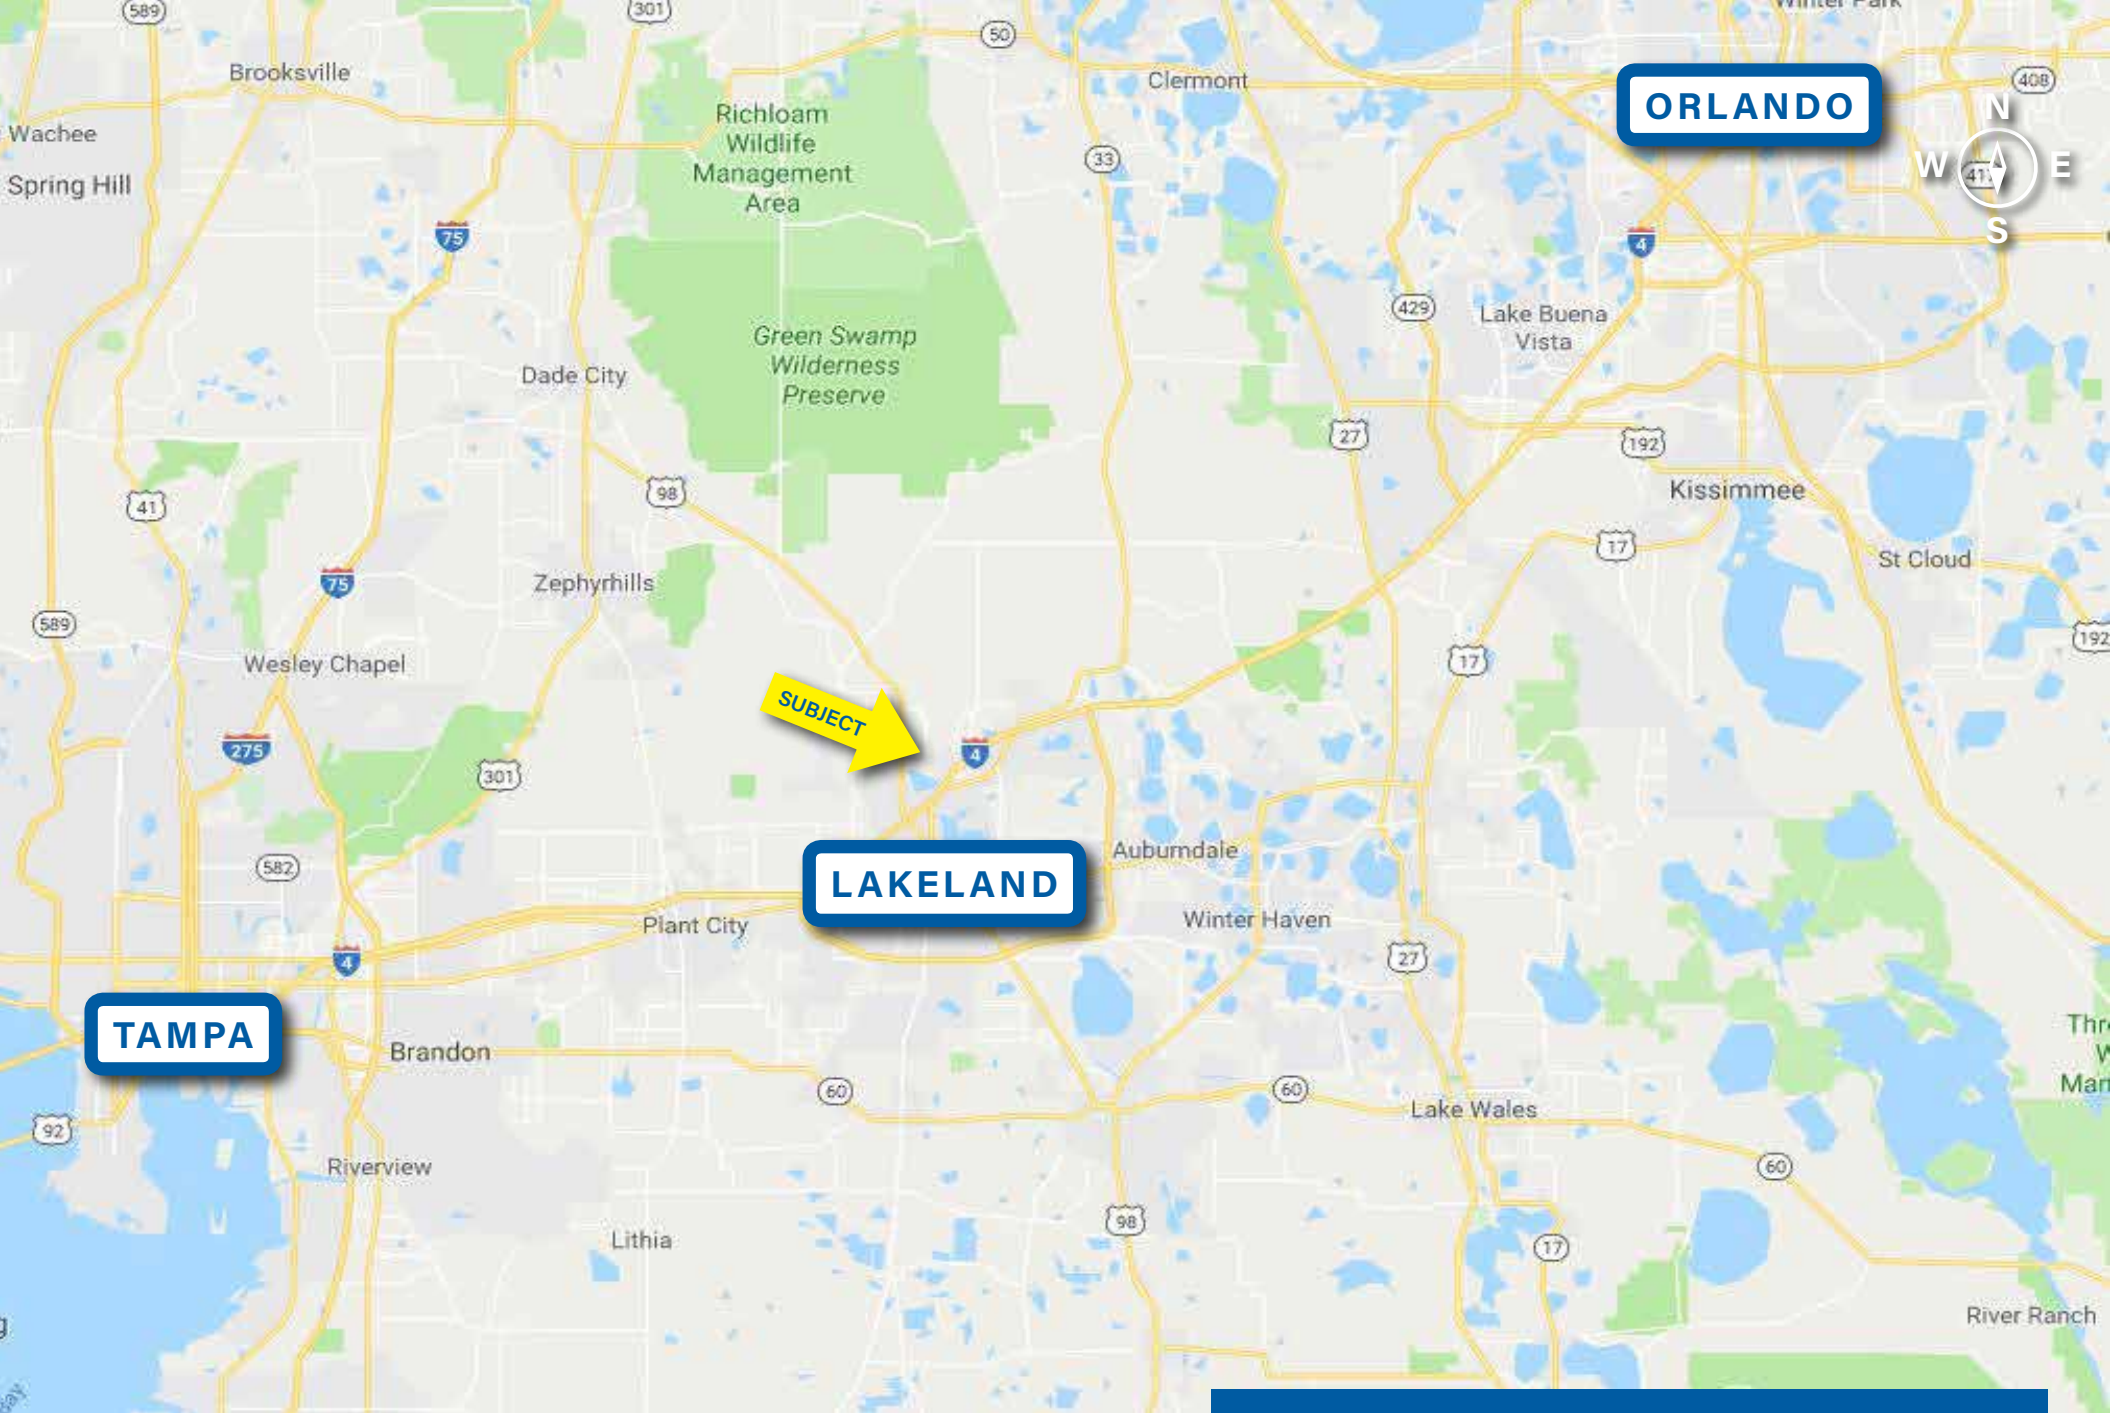 589
301
50
Winter Park
Brooksville
Clermont
408
ORLANDO
N
Richloam
Wildlife
Management
Area
Wachee
33
W
E
Spring Hill
S
75
4
429
Lake Buena
Vista
Green Swamp
Wilderness
Preserve
Dade City
27
192
98
Kissimmee
41
17
St Cloud
75
Zephyrhills
589
192
Wesley Chapel
17
SUBJECT
275
4
301
Auburndale
582
LAKELAND
Plant City
Winter Haven
4
27
TAMPA
Brandon
60
60
Lake Wales
92
Riverview
60
98
Lithia
17
River Ranch